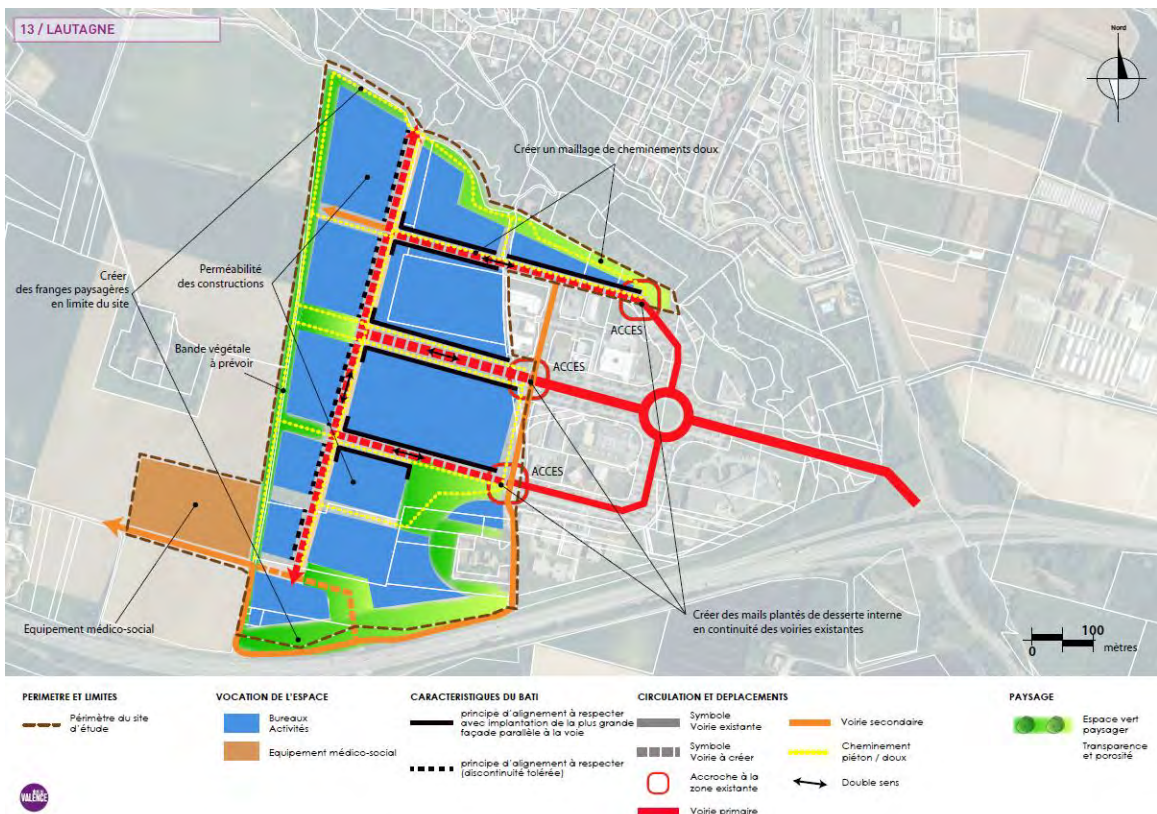 13 / LAUTAGNE
Nord
Créer un maillage de cheminements doux
Créer
des franges paysagères
en limite du site
Perméabilité
des constructions
Bande végétale
à prévoir
ACCES
ACCES
ACCES
Equipement médico-social
Créer des mails plantés de desserte interne
en continuité des voiries existantes
100
0
mètres
PERIMETRE ET LIMITES
Périmètre du site
d'étude
VOCATION DE L'ESPACE
Bureaux
Activités
Equipement médico-social
CARACTERISTIQUES DU BATI
principe d'alignement à respecter
avec implantation de la plus grande
façade parallèle à la voie
principe d'alignement à respecter
(discontinuité tolérée)
CIRCULATION ET DEPLACEMENTS
Symbole
Voirie existante
Symbole
Voirie à créer
Accroche à la
zone existante
Voirie primaire
Voirie secondaire
Cheminement
piéton / doux
Double sens
PAYSAGE
Espace vert
paysager
Transparence
et porosité
VALENCE